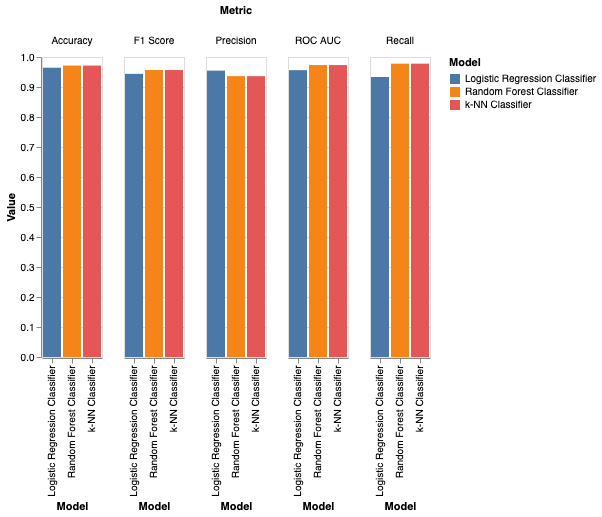 Metric
Accuracy
F1 Score
Precision
ROC AUC
Recall
Model
Logistic Regression Classifier
Random Forest Classifier
k-NN Classifier
Value
1.0
0.9
0.8
0.7
0.6
0.5
0.4
0.3
0.2
0.1
0.0
Logistic Regression Classifier
Random Forest Classifier
k-NN Classifier
Logistic Regression Classifier
Random Forest Classifier
k-NN Classifier
Logistic Regression Classifier
Random Forest Classifier
k-NN Classifier
Logistic Regression Classifier
Random Forest Classifier
k-NN Classifier
Logistic Regression Classifier
Random Forest Classifier
k-NN Classifier
Model
Model
Model
Model
Model